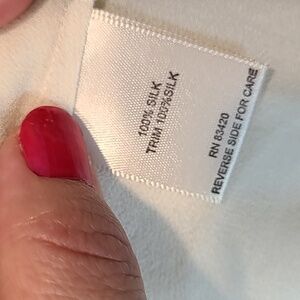 100% SILK
TRIM 100%SILK
RN 83420
REVERSE SIDE FOR CARE